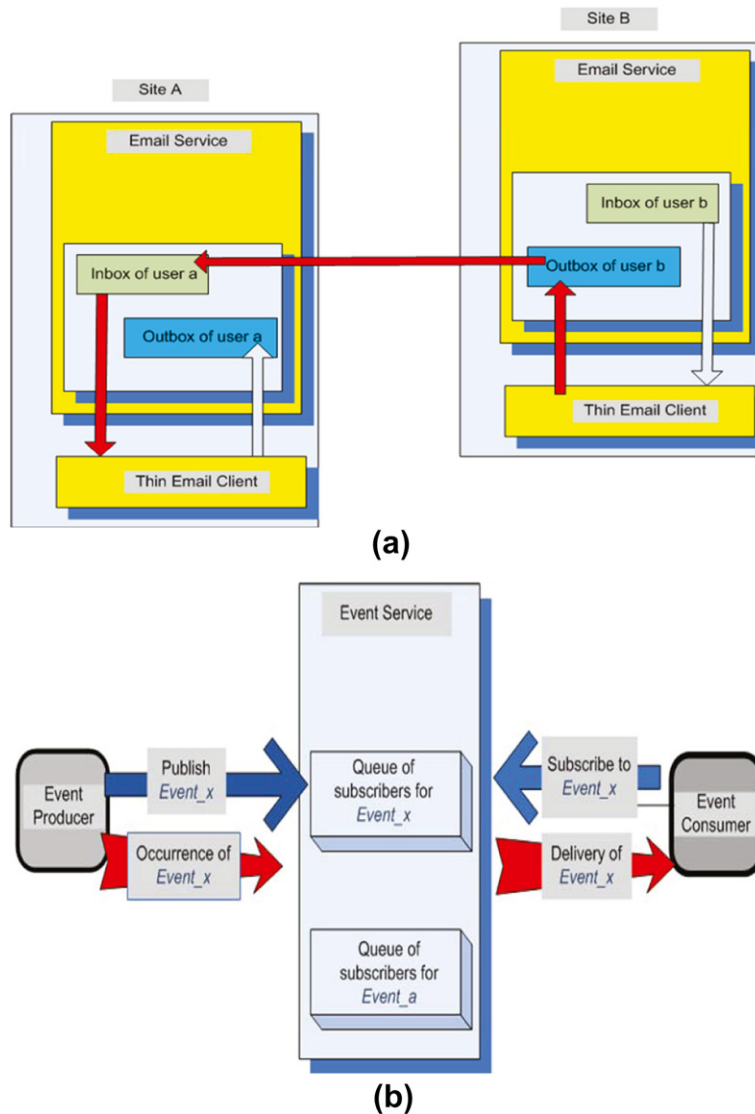 Site B
Email Service
Site A
Email Service
Inbox of user b
Inbox of user a
Outbox of user b
Outbox of user a
Thin Email Client
Thin Email Client
(a)
Event Service
Publish
Event_x
Queue of
subscribers for
Event_x
Subscribe to
Event_x
Event
Producer
Event
Consumer
Occurrence of
Event_x
Delivery of
Event_x
Queue of
subscribers for
Event_a
(b)